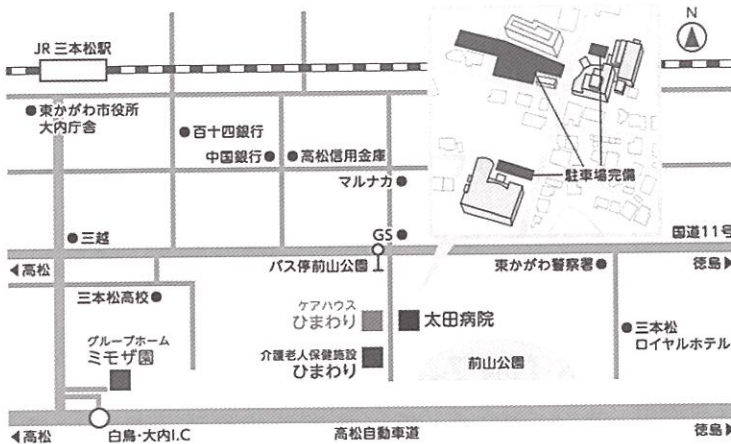 N
JR 三本松駅
東かがわ市役所
大内庁舎
百十四銀行
中国銀行
高松信用金庫
マルナカ
駐車場完備
三越
GS
国道11号
◀高松
バス停前山公園
東かがわ警察署
徳島▶
三本松高校
ケアハウス
ひまわり
太田病院
三本松
ロイヤルホテル
グループホーム
ミモザ園
介護老人保健施設
ひまわり
前山公園
◀高松
白鳥・大内I.C
高松自動車道
徳島▶